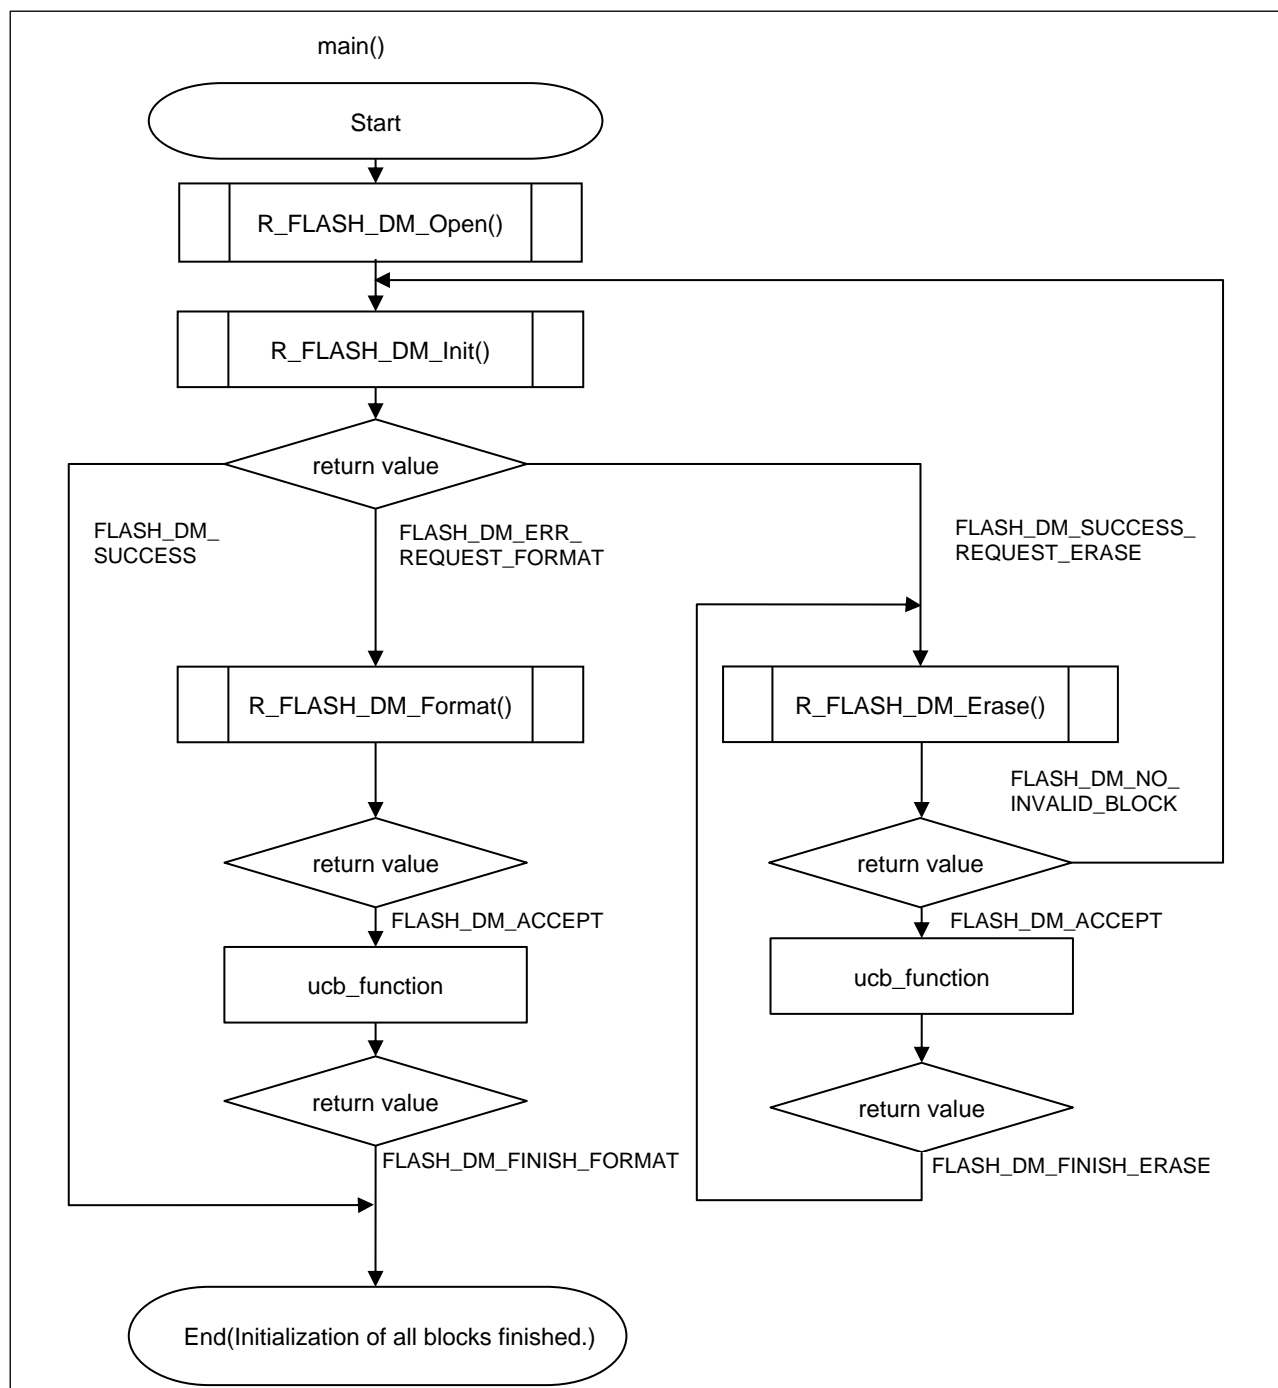 main()
Start
R_FLASH_DM_Open()
R_FLASH_DM_Init()
return value
FLASH_DM_
SUCCESS
FLASH_DM_ERR_
REQUEST_FORMAT
FLASH_DM_SUCCESS_
REQUEST_ERASE
R_FLASH_DM_Format()
R_FLASH_DM_Erase()
FLASH_DM_NO_
INVALID_BLOCK
return value
return value
FLASH_DM_ACCEPT
FLASH_DM_ACCEPT
ucb_function
ucb_function
return value
return value
FLASH_DM_FINISH_FORMAT
FLASH_DM_FINISH_ERASE
End(Initialization of all blocks finished.)